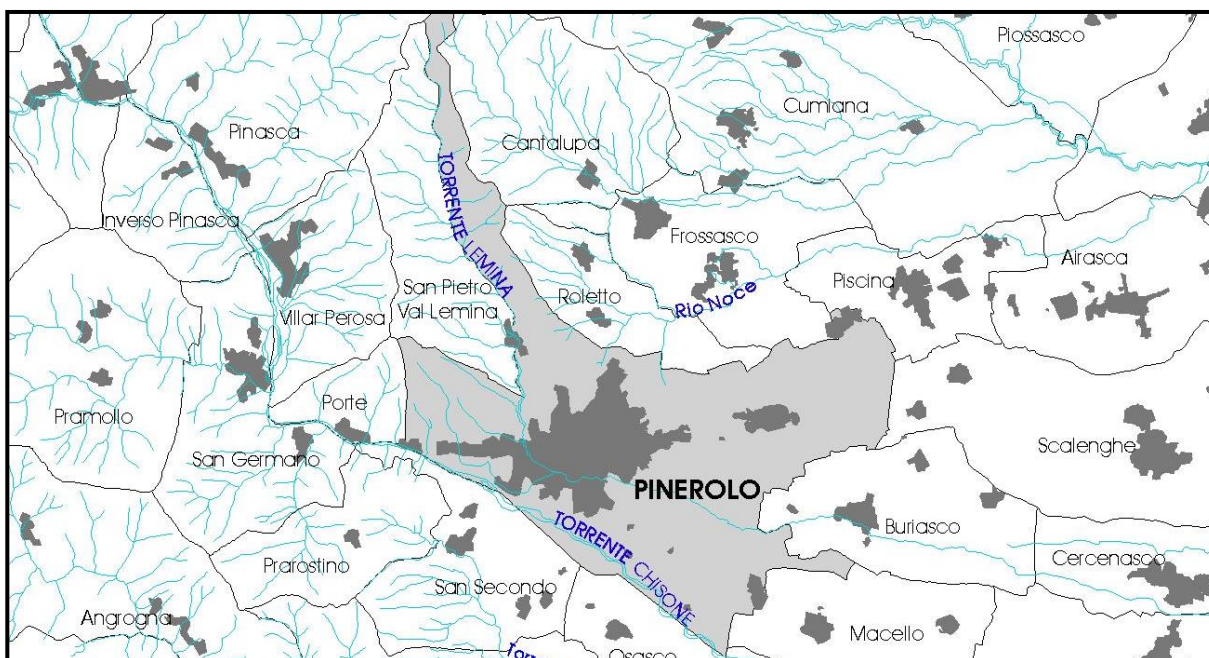 Piossasco
Cumiana
Pinasca
Cantalupa
TORRENTE LEMINA
Inverso Pinasca
Frossasco
Airasca
Piscina
San Pietro
Val Lemina
Roletto
Rio Noce
Villar Perosa
Pramollo
Porte
Scalenghe
San Germano
PINEROLO
Buriasco
TORRENTE CHISONE
Cercenasco
Prarostino
San Secondo
Angrogna
Macello
Osasco